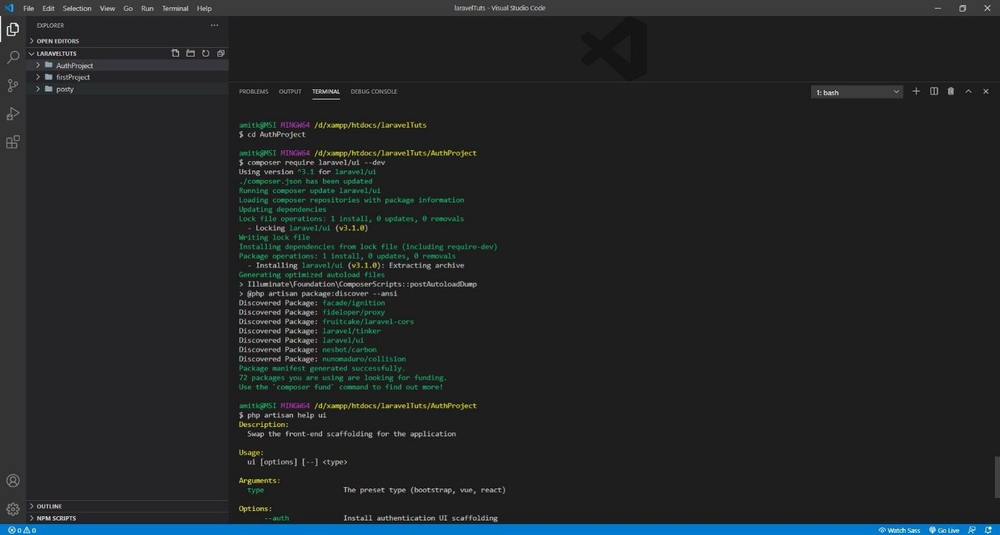 File Edit Selection View Go Run Terminal Help
laravelTuts - Visual Studio Code
EXPLORER
OPEN EDITORS
LARAVELTUTS
AuthProject
firstProject
posty
OUTLINE
NPM SCRIPTS
PROBLEMS OUTPUT TERMINAL DEBUG CONSOLE
1: bash
amitk@MSI MINGW64 /d/xampp/htdocs/laravelTuts
$ cd AuthProject
amitk@MSI MINGW64 /d/xampp/htdocs/laravelTuts/AuthProject
$ composer require laravel/ui --dev
Using version ^3.1 for laravel/ui
./composer.json has been updated
Running composer update laravel/ui
Loading composer repositories with package information
Updating dependencies
Lock file operations: 1 install, 0 updates, 0 removals
- Locking laravel/ui (v3.1.0)
Writing lock file
Installing dependencies from lock file (including require-dev)
Package operations: 1 install, 0 updates, 0 removals
- Installing laravel/ui (v3.1.0): Extracting archive
Generating optimized autoload files
> Illuminate\Foundation\ComposerScripts::postAutoloadDump
> @php artisan package:discover --ansi
Discovered Package: facade/ignition
Discovered Package: fideloper/proxy
Discovered Package: fruitcake/laravel-cors
Discovered Package: laravel/tinker
Discovered Package: laravel/ui
Discovered Package: nesbot/carbon
Discovered Package: nunomaduro/collision
Package manifest generated successfully.
72 packages you are using are looking for funding.
Use the `composer fund` command to find out more!
amitk@MSI MINGW64 /d/xampp/htdocs/laravelTuts/AuthProject
$ php artisan help ui
Description:
Swap the front-end scaffolding for the application
Usage:
ui [options] [--] <type>
Arguments:
type The preset type (bootstrap, vue, react)
Options:
--auth Install authentication UI scaffolding
0 0
Watch Sass Go Live